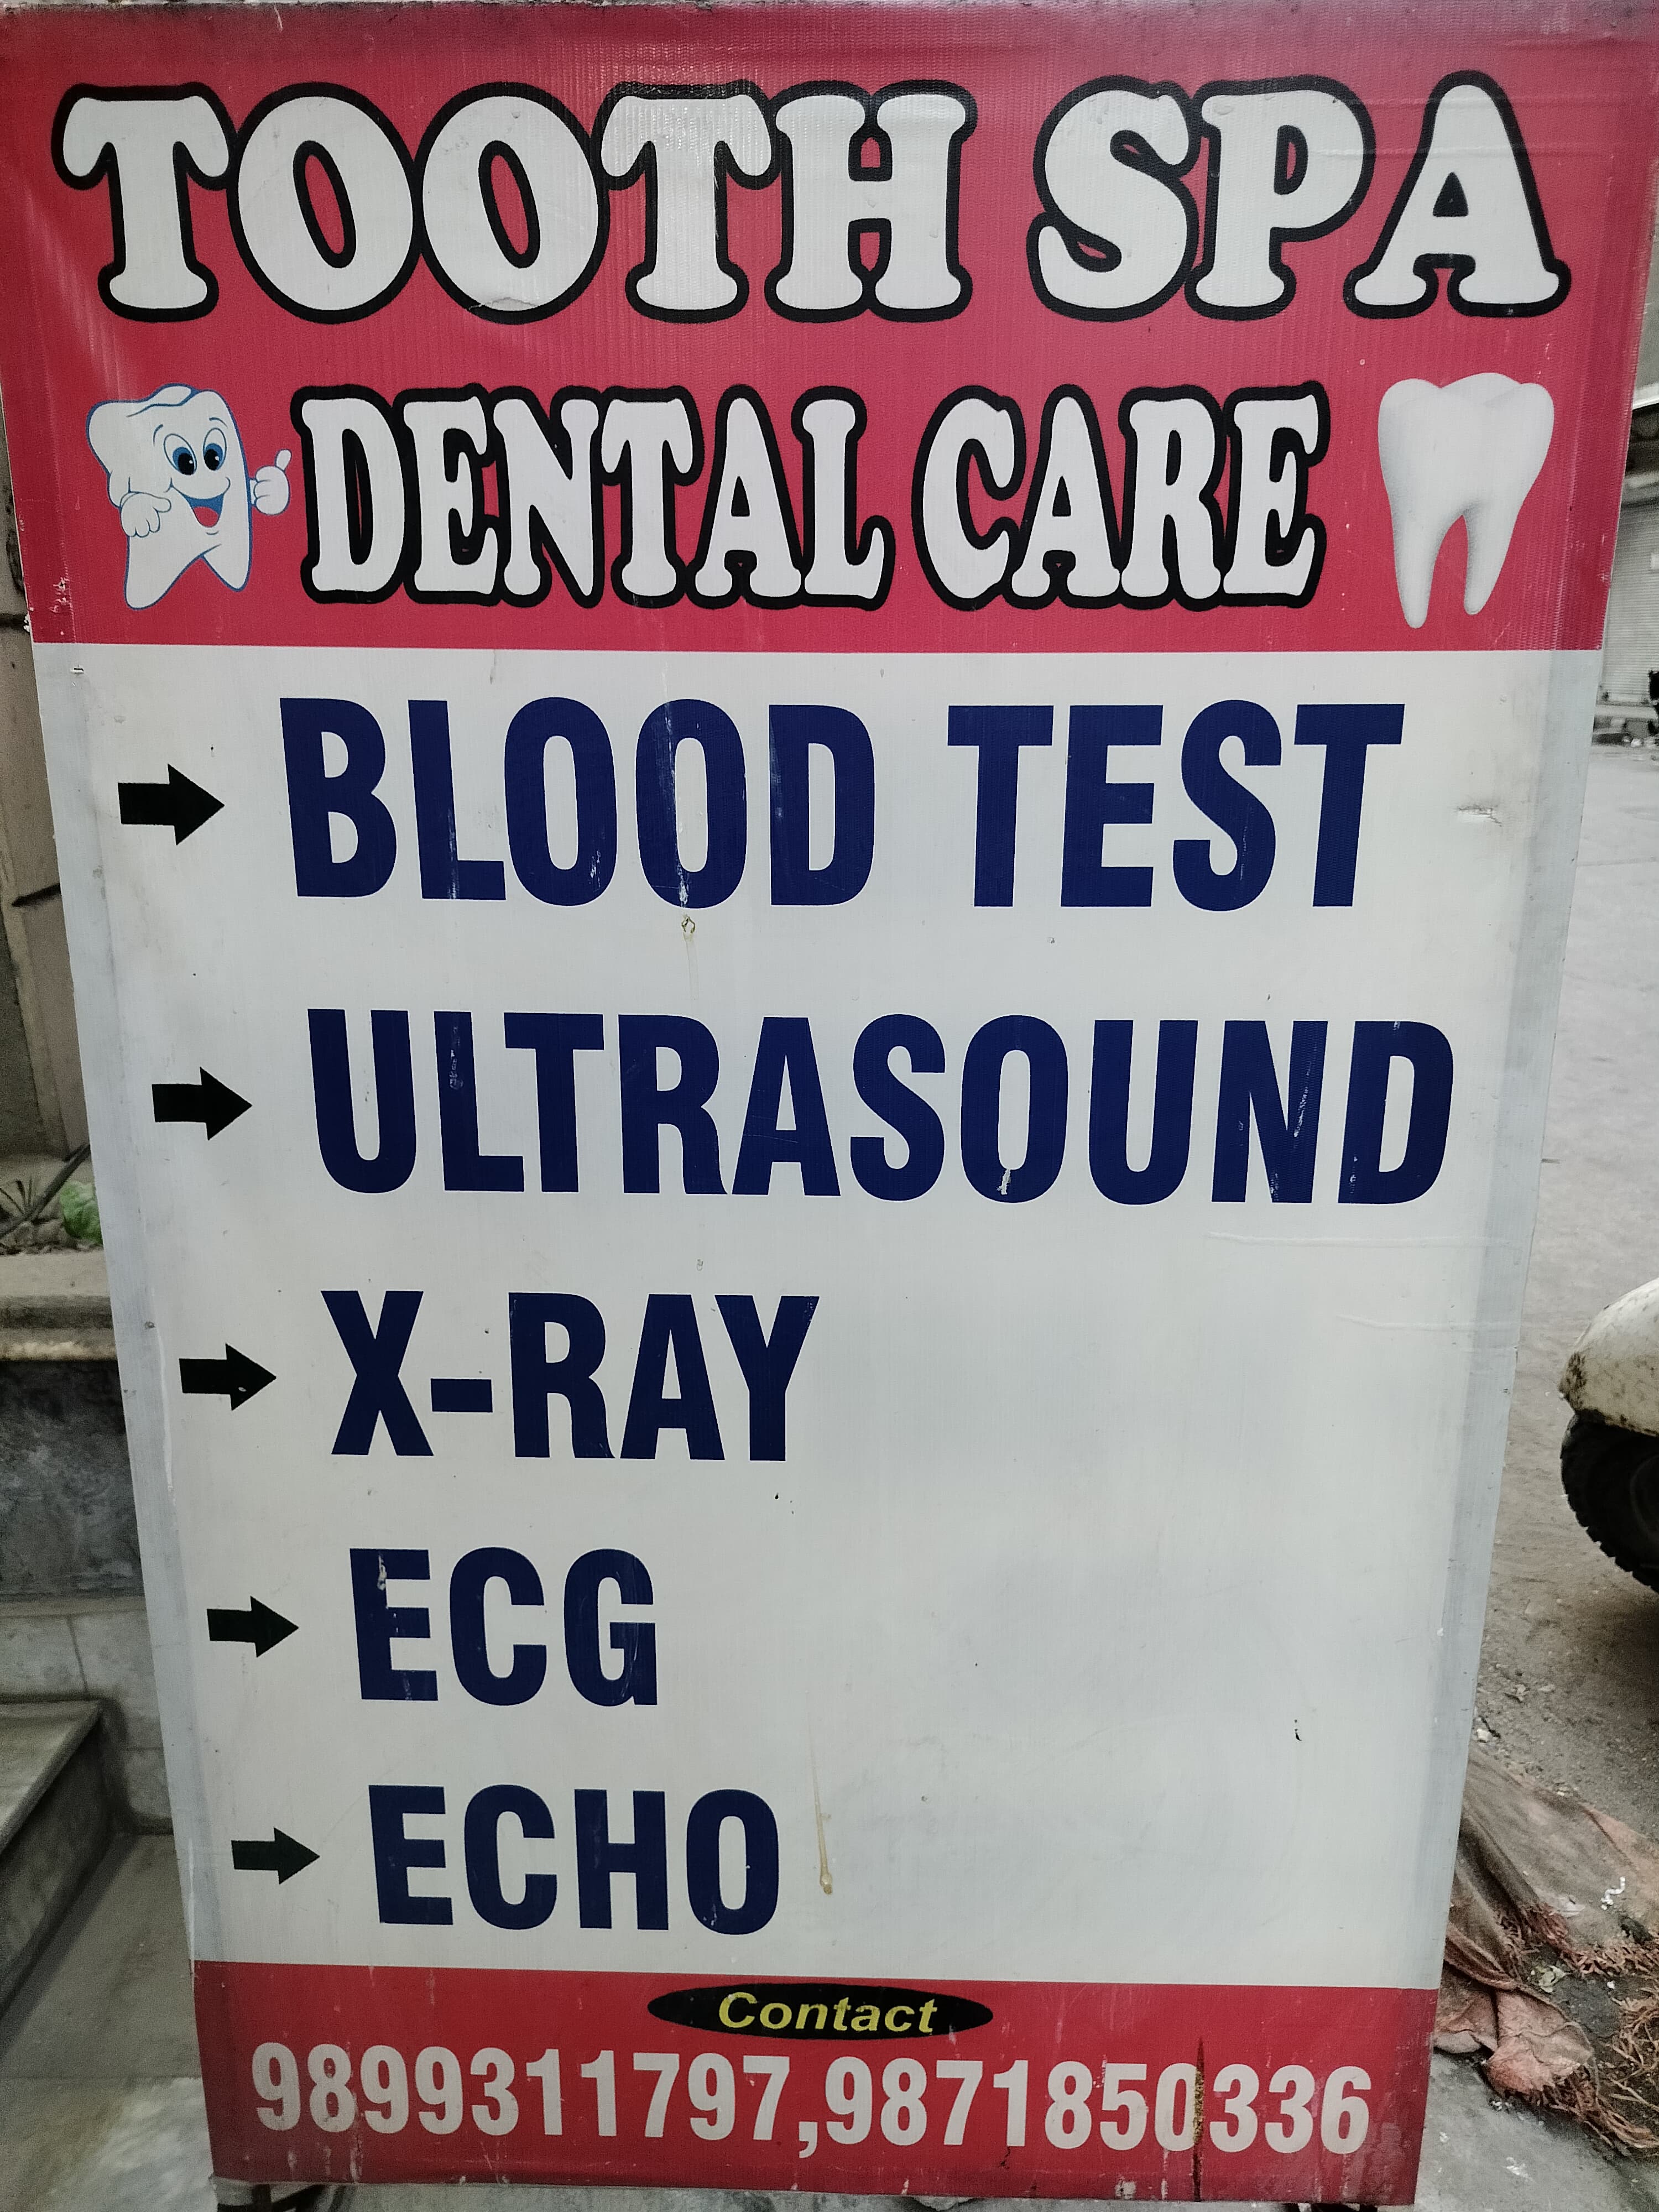 TOOTH SPA
DENTAL CARE
BLOOD TEST
ULTRASOUND
X-RAY
ECG
ECHO
Contact
9899311797,9871850336